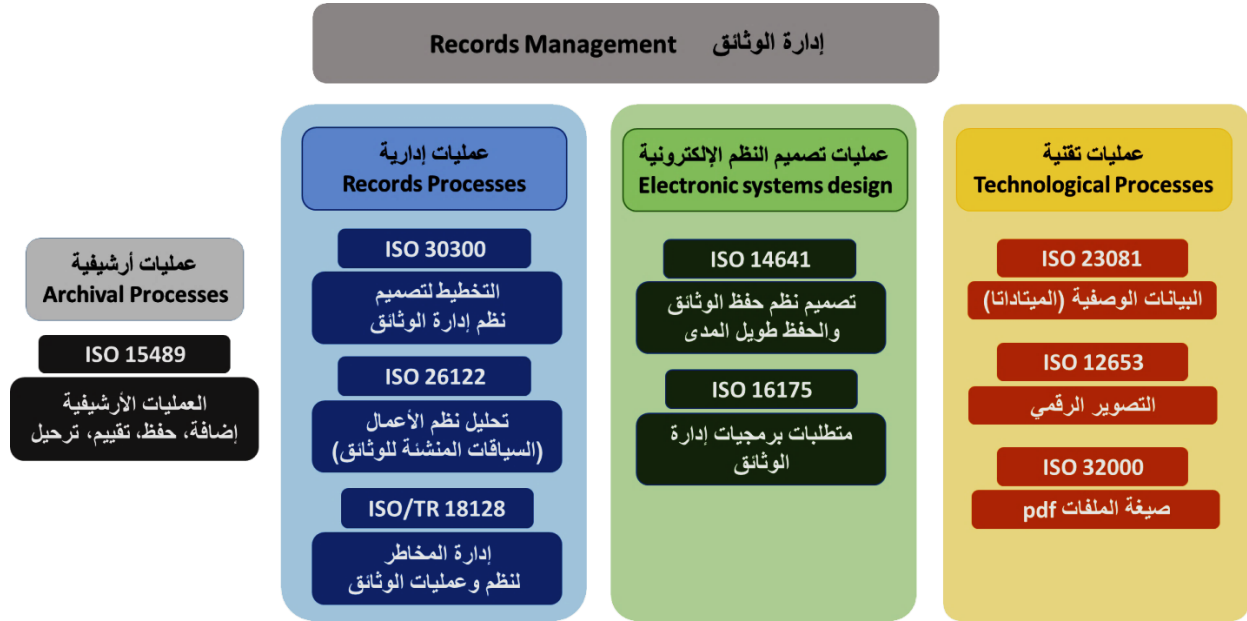 إدارة الوثائق Records Management
عمليات تقنية
Technological Processes
ISO 23081
البيانات الوصفية (الميتاداتا)
ISO 12653
التصوير الرقمي
ISO 32000
صيغة الملفات pdf
عمليات تصميم النظم الإلكترونية
Electronic systems design
ISO 14641
تصميم نظم حفظ الوثائق
والحفظ طويل المدى
ISO 16175
متطلبات برمجيات إدارة
الوثائق
عمليات إدارية
Records Processes
ISO 30300
التخطيط لتصميم
نظم إدارة الوثائق
ISO 26122
تحليل نظم الأعمال
(السياقات المنشئة للوثائق)
ISO/TR 18128
إدارة المخاطر
لنظم وعمليات الوثائق
عمليات أرشيفية
Archival Processes
ISO 15489
العمليات الأرشيفية
إضافة، حفظ، تقييم، ترحيل